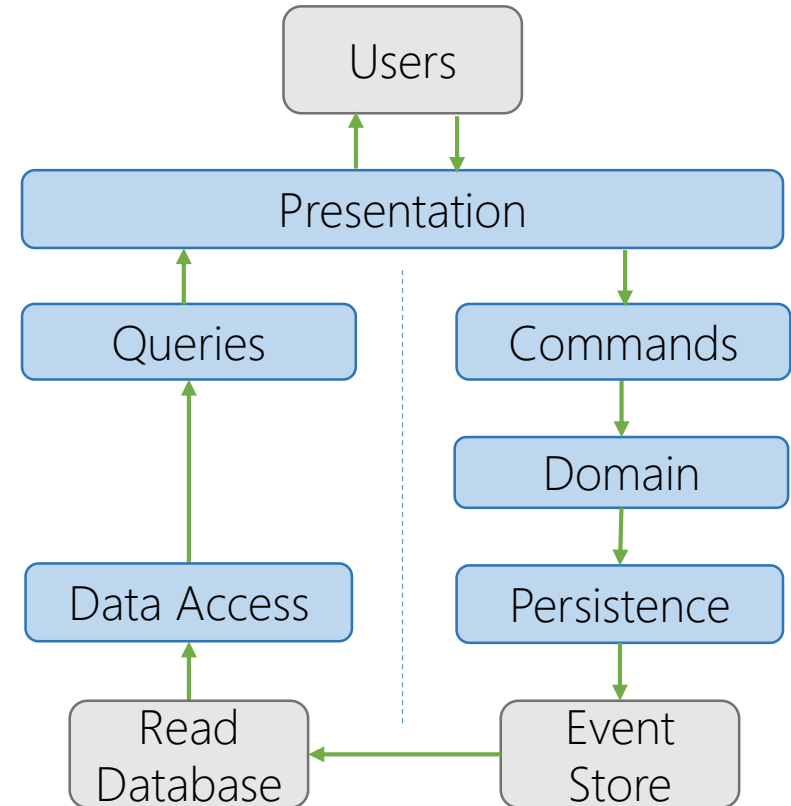 Users
Presentation
Queries
Commands
Domain
Data Access
Persistence
Read
Database
Event
Store